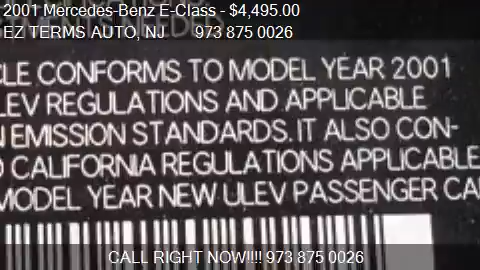 2001 Mercedes-Benz E-Class - $4,495.00
EZ TERMS AUTO, NJ 973 875 0026
CLE CONFORMS TO MODEL YEAR 2001
LEV REGULATIONS AND APPLICABLE
N EMISSION STANDARDS. IT ALSO CON-
O CALIFORNIA REGULATIONS APPLICABLE
MODEL YEAR NEW ULEV PASSENGER CA
CALL RIGHT NOW!!!! 973 875 0026